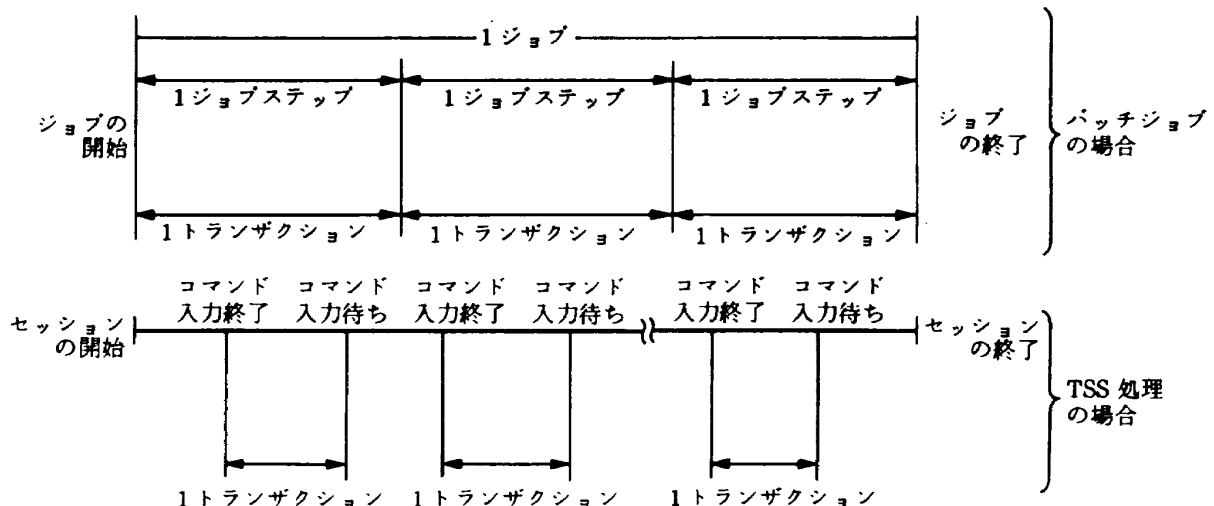 1 ジョブ
1 ジョブステップ
1 ジョブステップ
1 ジョブステップ
ジョブの
開始
ジョブ
の終了
バッチジョブ
の場合
1 トランザクション
1 トランザクション
1 トランザクション
コマンド
入力終了
コマンド
入力待ち
コマンド
入力終了
コマンド
入力待ち
コマンド
入力終了
コマンド
入力待ち
セッション
の開始
セッション
の終了
TSS 処理
の場合
1 トランザクション
1 トランザクション
1 トランザクション